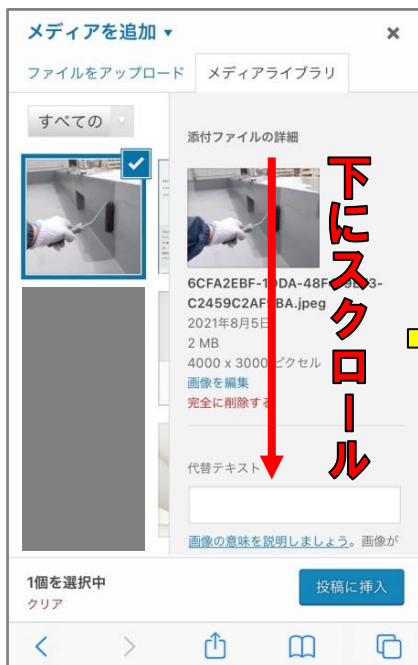 メディアを追加 ▼
ファイルをアップロード メディアライブラリ
すべての
添付ファイルの詳細
下にスクロール
C2459C2AF9BA.jpeg
2021年8月5日
2 MB
4000 x 3000 ピクセル
画像を編集
完全に削除する
代替テキスト
画像の意味を説明しましょう。画像が
1個を選択中
クリア
投稿に挿入